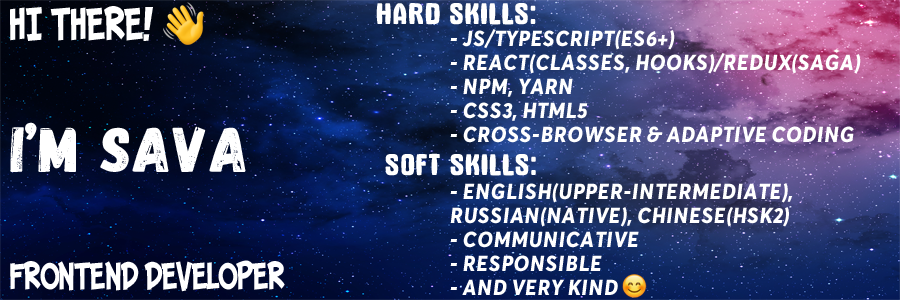 HI THERE! 👋
I'M SAVA
FRONTEND DEVELOPER
HARD SKILLS:
- JS/TYPESCRIPT(ES6+)
- REACT(CLASSES, HOOKS)/REDUX(SAGA)
- NPM, YARN
- CSS3, HTML5
- CROSS-BROWSER & ADAPTIVE CODING
SOFT SKILLS:
- ENGLISH(UPPER-INTERMEDIATE),
RUSSIAN(NATIVE), CHINESE(HSK2)
- COMMUNICATIVE
- RESPONSIBLE
- AND VERY KIND 😊